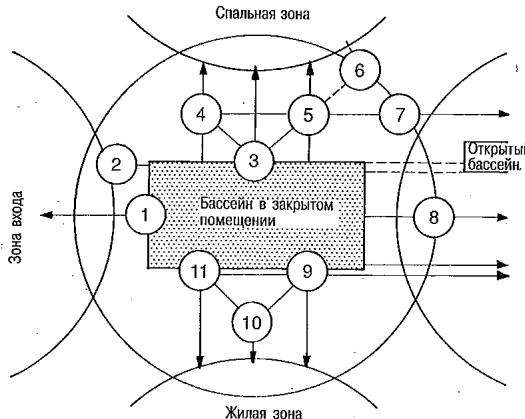 Спальная зона
6
4
5
7
Открытый
бассейн.
2
3
Зона входа
1
Бассейн в закрытом
помещении
8
11
9
10
Жилая зона